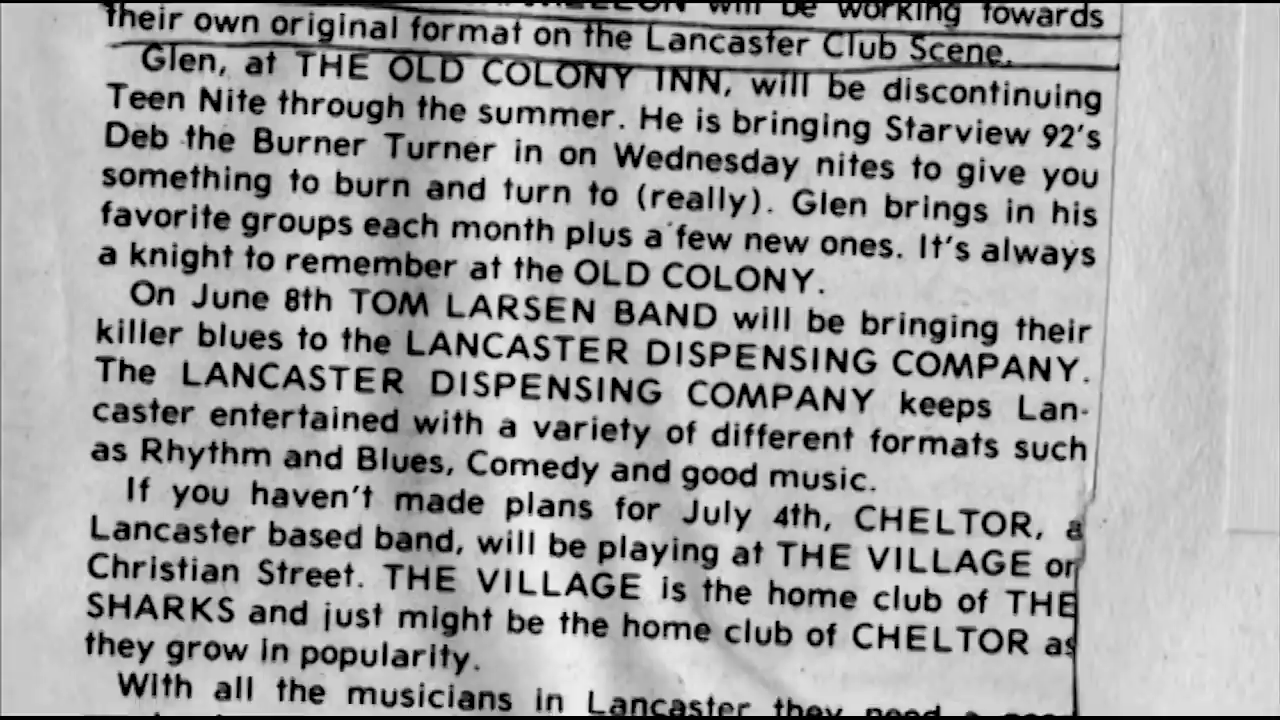 will be working towards
their own original format on the Lancaster Club Scene.
Glen, at THE OLD COLONY INN, will be discontinuing
Teen Nite through the summer. He is bringing Starview 92's
Deb the Burner Turner in on Wednesday nites to give you
something to burn and turn to (really). Glen brings in his
favorite groups each month plus a few new ones. It's always
a knight to remember at the OLD COLONY.
On June 8th TOM LARSEN BAND will be bringing their
killer blues to the LANCASTER DISPENSING COMPANY.
The LANCASTER DISPENSING COMPANY keeps Lan-
caster entertained with a variety of different formats such
as Rhythm and Blues, Comedy and good music.
If you haven't made plans for July 4th, CHELTOR, a
Lancaster based band, will be playing at THE VILLAGE on
Christian Street. THE VILLAGE is the home club of THE
SHARKS and just might be the home club of CHELTOR as
they grow in popularity.
With all the musicians in Lancaster they need a